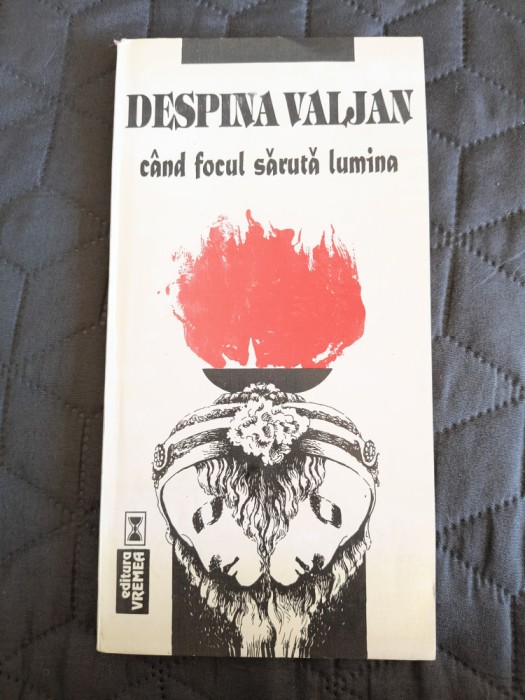 DESPINA VALJAN
când focul sărută lumina
editura
VREMEA